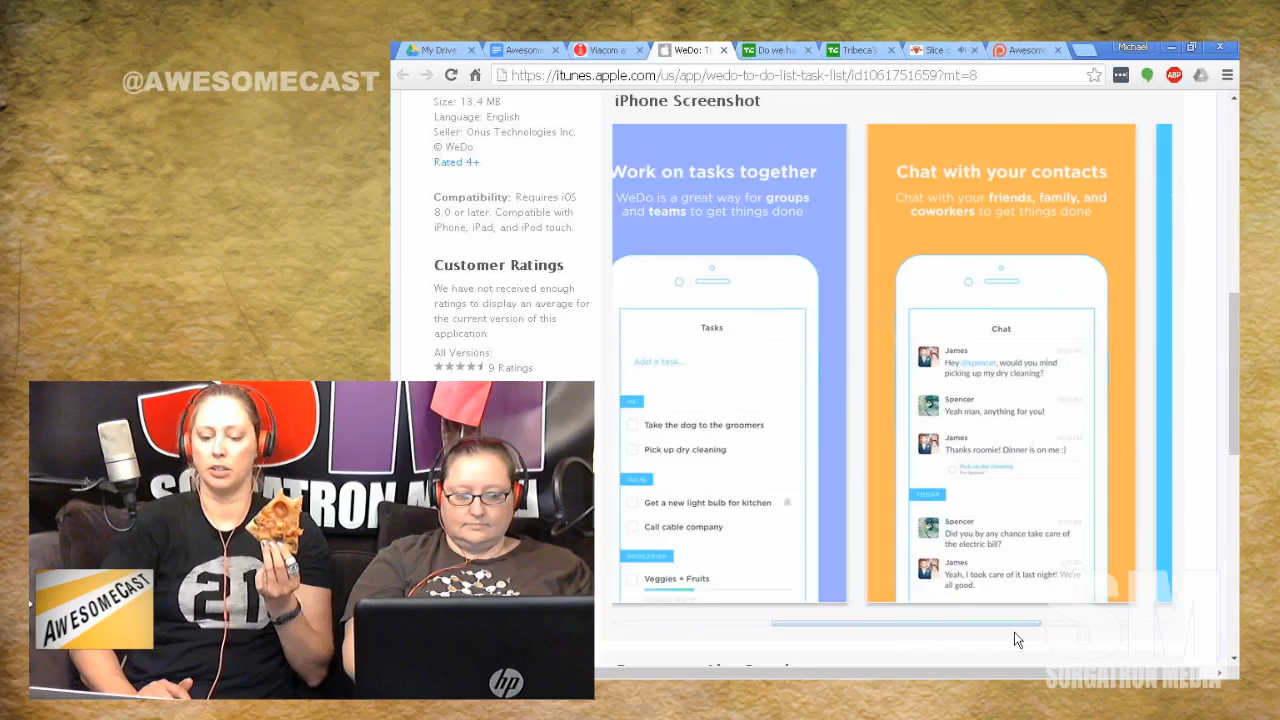 @AWESOMECAST
My Drive
Awesome
Viacom a
WeDo: T
Do we ha
Tribeca's
Slice o
Awesom
Michael
https://itunes.apple.com/us/app/wedo-to-do-list-task-list/id1061751659?mt=8
ABP
Size: 13.4 MB
Language: English
Seller: Onus Technologies Inc.
© WeDo
Rated 4+
Compatibility: Requires iOS
8.0 or later. Compatible with
iPhone, iPad, and iPod touch.
Customer Ratings
We have not received enough
ratings to display an average for
the current version of this
application.
All Versions:
9 Ratings
iPhone Screenshot
Work on tasks together
WeDo is a great way for groups
and teams to get things done
Tasks
Add a task...
ME
Take the dog to the groomers
Pick up dry cleaning
JULIE
Get a new light bulb for kitchen
Call cable company
GROCERIES
Veggies + Fruits
Chat with your contacts
Chat with your friends, family, and
coworkers to get things done
Chat
James
Hey @spencer, would you mind
picking up my dry cleaning?
Spencer
Yeah man, anything for you!
James
Thanks roomie! Dinner is on me :)
Pick up dry cleaning
TODAY
Spencer
Did you by any chance take care of
the electric bill?
James
Yeah, I took care of it last night! We're
all good.
SORGATRON MEDIA
21
AWESOMECAST
hp
SM
SORGATRON MEDIA